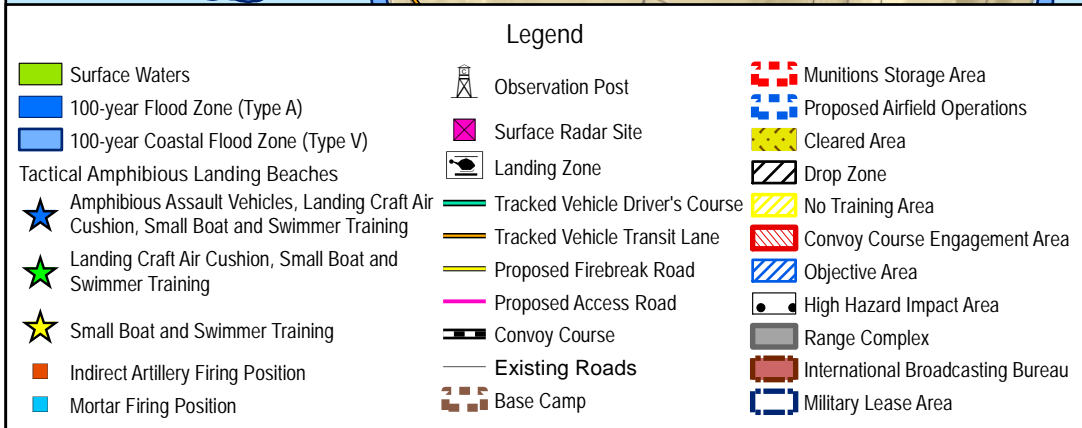 Legend
Surface Waters
100-year Flood Zone (Type A)
100-year Coastal Flood Zone (Type V)
Tactical Amphibious Landing Beaches
Amphibious Assault Vehicles, Landing Craft Air
Cushion, Small Boat and Swimmer Training
Landing Craft Air Cushion, Small Boat and
Swimmer Training
Small Boat and Swimmer Training
Indirect Artillery Firing Position
Mortar Firing Position
Observation Post
Surface Radar Site
Landing Zone
Tracked Vehicle Driver's Course
Tracked Vehicle Transit Lane
Proposed Firebreak Road
Proposed Access Road
Convoy Course
Existing Roads
Base Camp
Munitions Storage Area
Proposed Airfield Operations
Cleared Area
Drop Zone
No Training Area
Convoy Course Engagement Area
Objective Area
High Hazard Impact Area
Range Complex
International Broadcasting Bureau
Military Lease Area